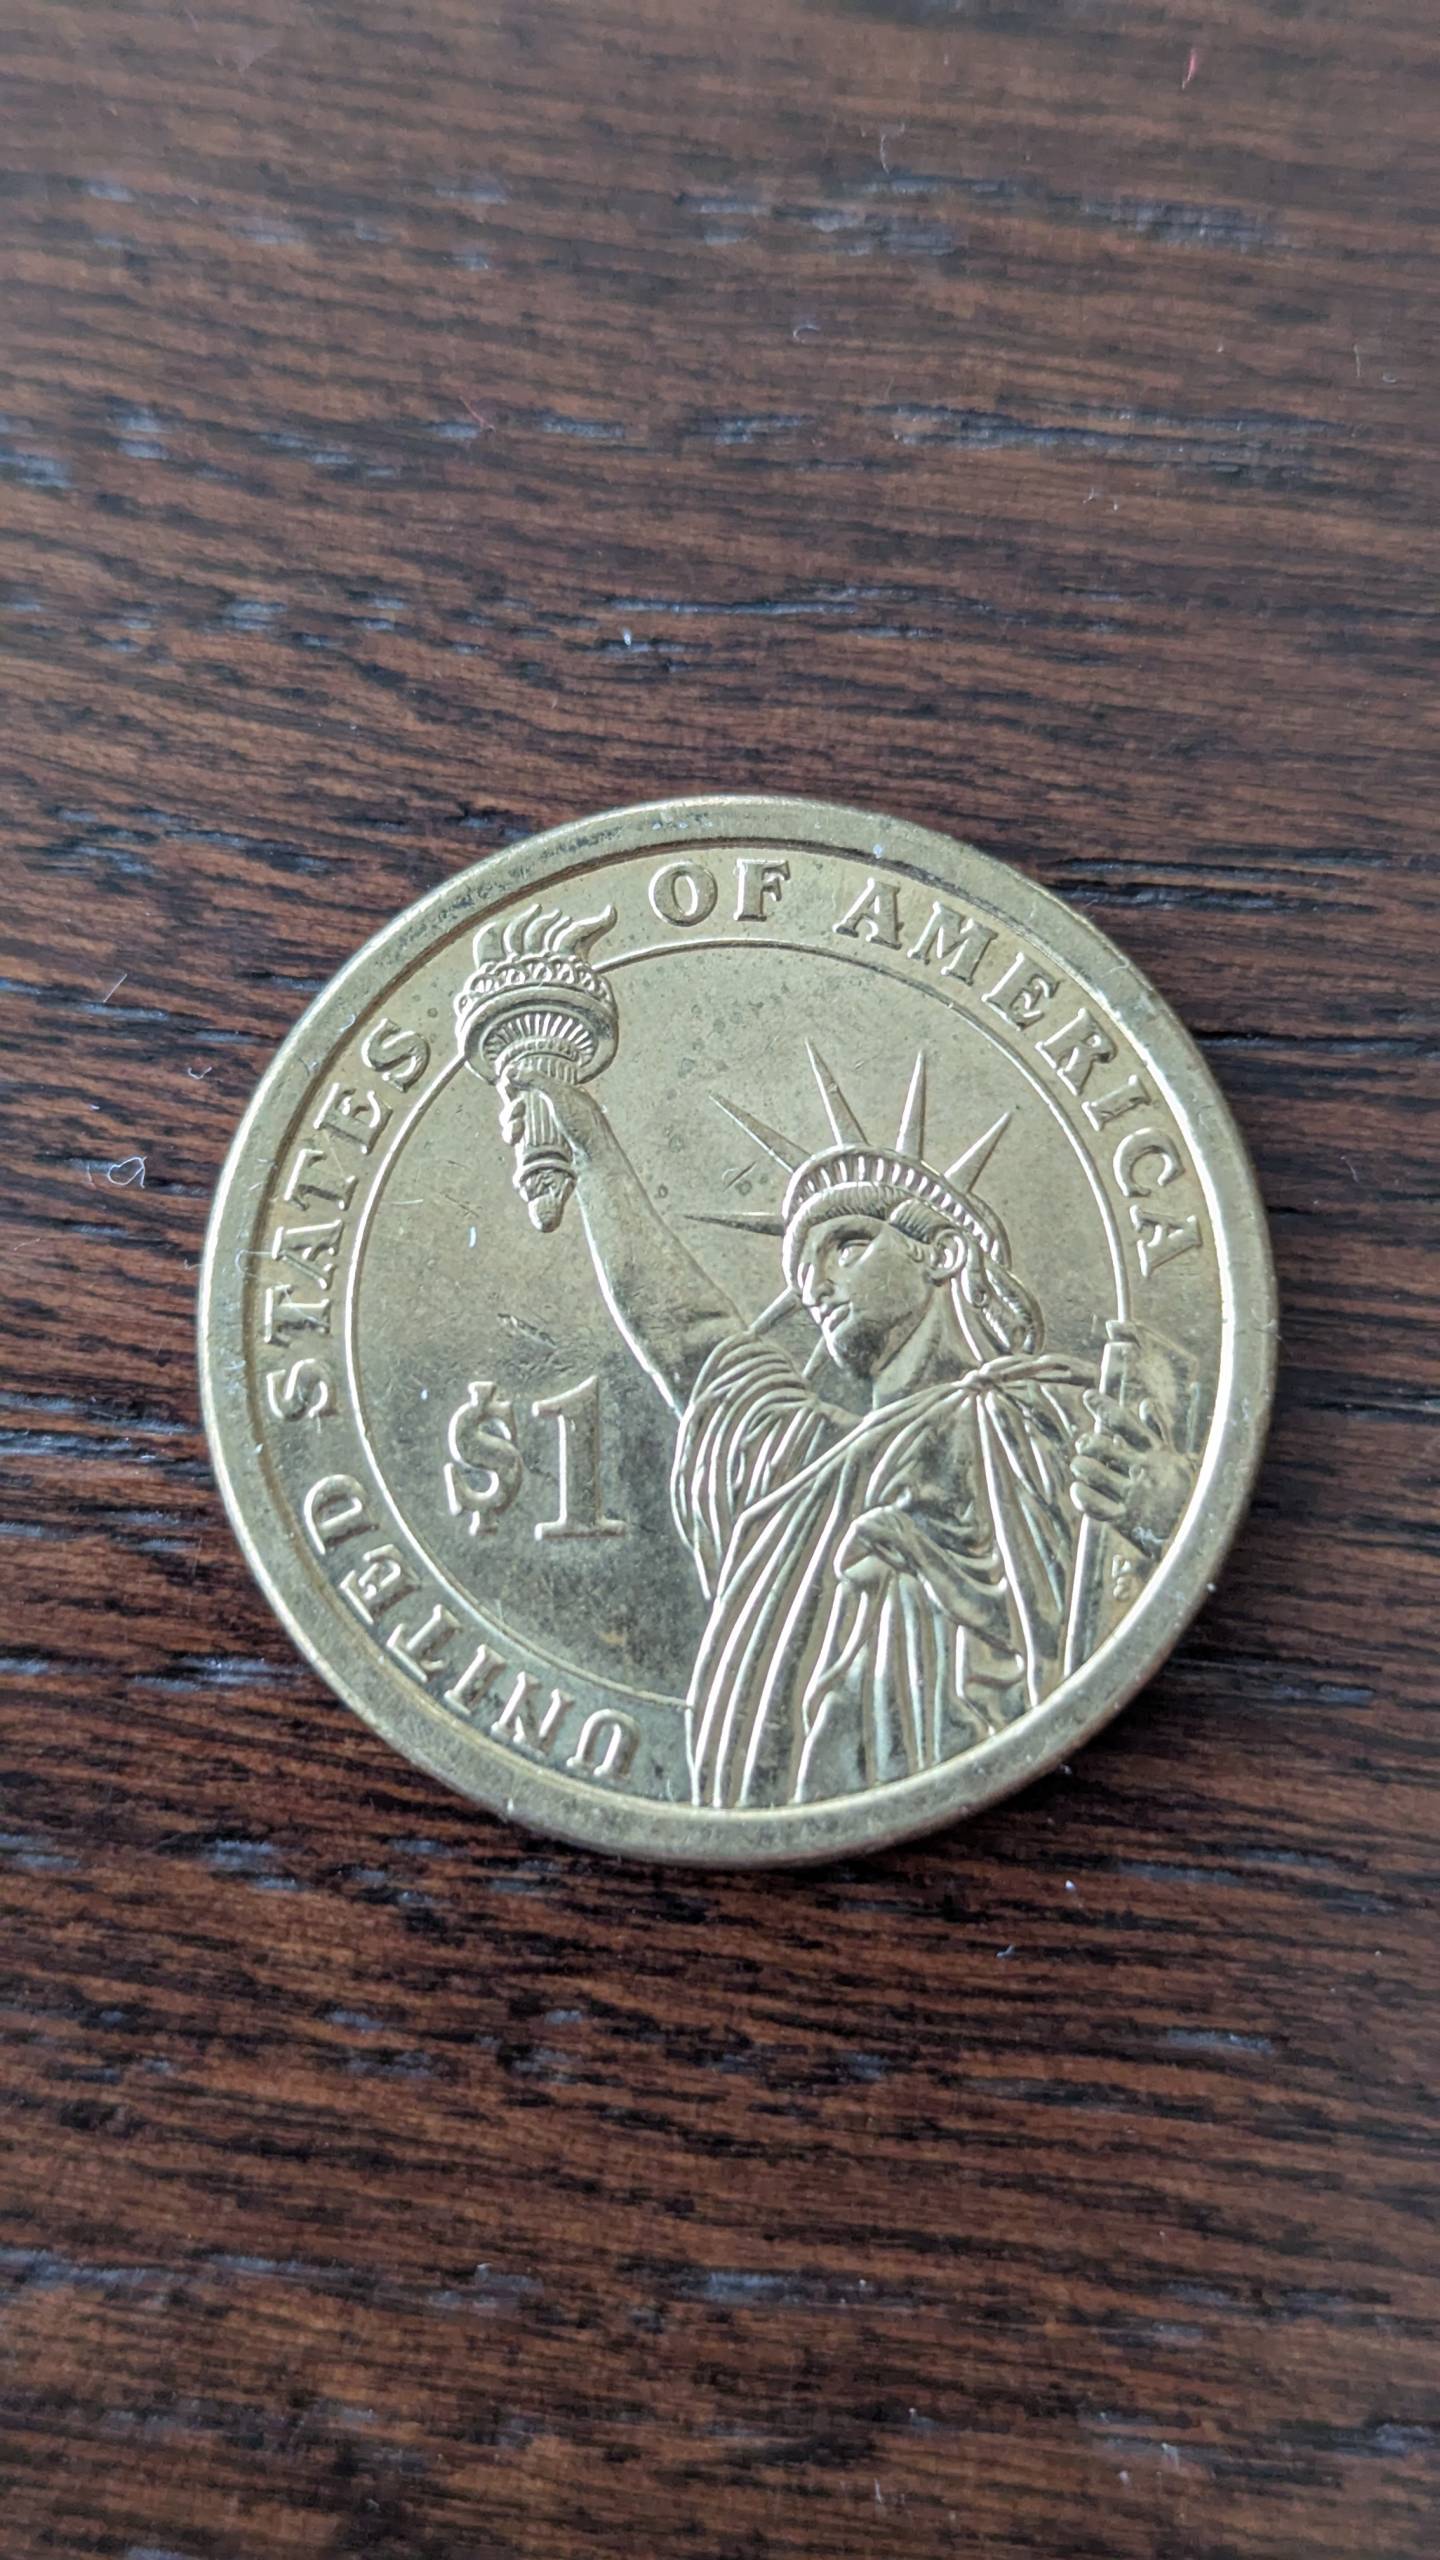 UNITED STATES OF AMERICA
$1